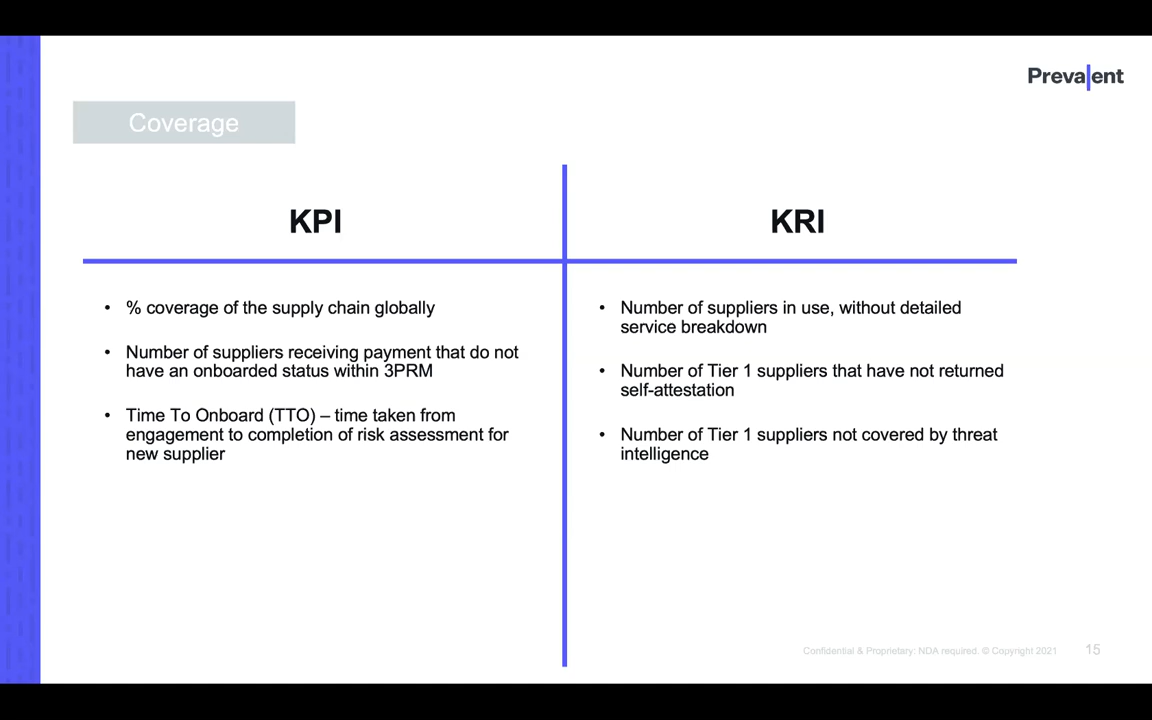 Prevalent
Coverage
KPI
• % coverage of the supply chain globally
• Number of suppliers receiving payment that do not
have an onboarded status within 3PRM
• Time To Onboard (TTO) – time taken from
engagement to completion of risk assessment for
new supplier
KRI
• Number of suppliers in use, without detailed
service breakdown
• Number of Tier 1 suppliers that have not returned
self-attestation
• Number of Tier 1 suppliers not covered by threat
intelligence
Confidential & Proprietary: NDA required. © Copyright 2021 15